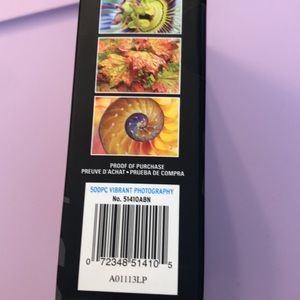 PROOF OF PURCHASE
PREUVE D'ACHAT • PRUEBA DE COMPRA
500PC VIBRANT PHOTOGRAPHY
No. 51410ABN
0 72348 51410 5
A01113LP